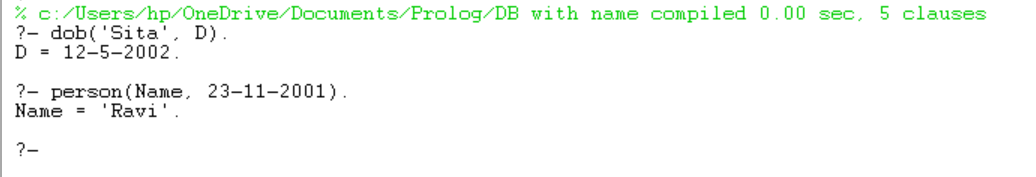 % c:/Users/hp/OneDrive/Documents/Prolog/DB with name compiled 0.00 sec, 5 clauses
?- dob('Sita', D).
D = 12-5-2002.
?- person(Name, 23-11-2001).
Name = 'Ravi'.
?-